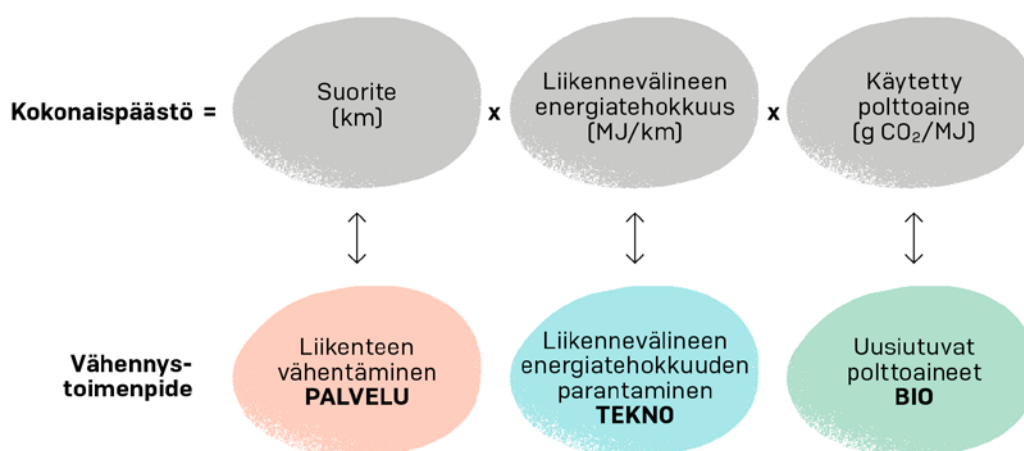 Kokonaispäästö =
Suorite
(km)
x
Liikennevälineen
energiatehokkuus
(MJ/km)
x
Käytetty
polttoaine
(g CO₂/MJ)
Vähennys-
toimenpide
Liikenteen
vähentäminen
PALVELU
Liikennevälineen
energiatehokkuuden
parantaminen
TEKNO
Uusiutuvat
polttoaineet
BIO